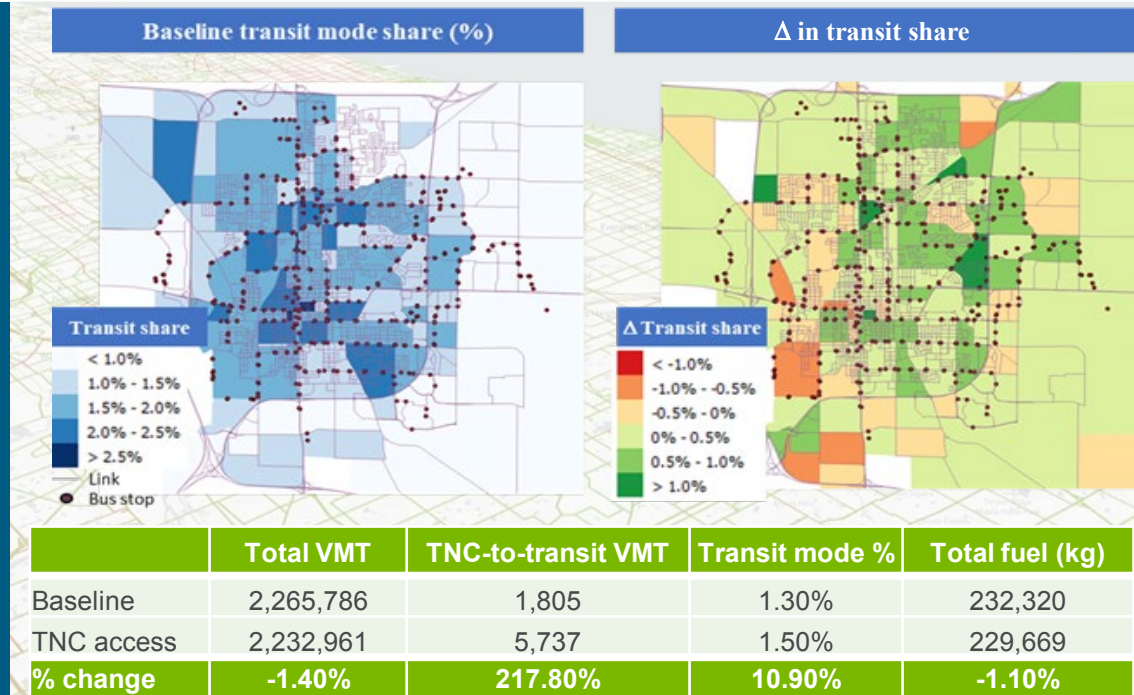 Baseline transit mode share (%)
Δ in transit share
Transit share
< 1.0%
1.0% - 1.5%
1.5% - 2.0%
2.0% - 2.5%
> 2.5%
Link
Bus stop
Δ Transit share
< -1.0%
-1.0% - -0.5%
-0.5% - 0%
0% - 0.5%
0.5% - 1.0%
> 1.0%
Total VMT TNC-to-transit VMT Transit mode % Total fuel (kg)
Baseline 2,265,786 1,805 1.30% 232,320
TNC access 2,232,961 5,737 1.50% 229,669
% change -1.40% 217.80% 10.90% -1.10%